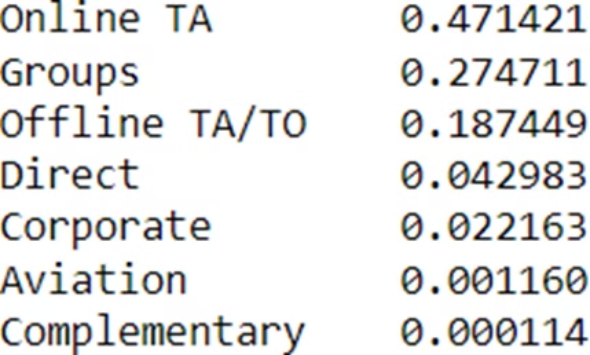 Online TA 0.471421
Groups 0.274711
Offline TA/TO 0.187449
Direct 0.042983
Corporate 0.022163
Aviation 0.001160
Complementary 0.000114